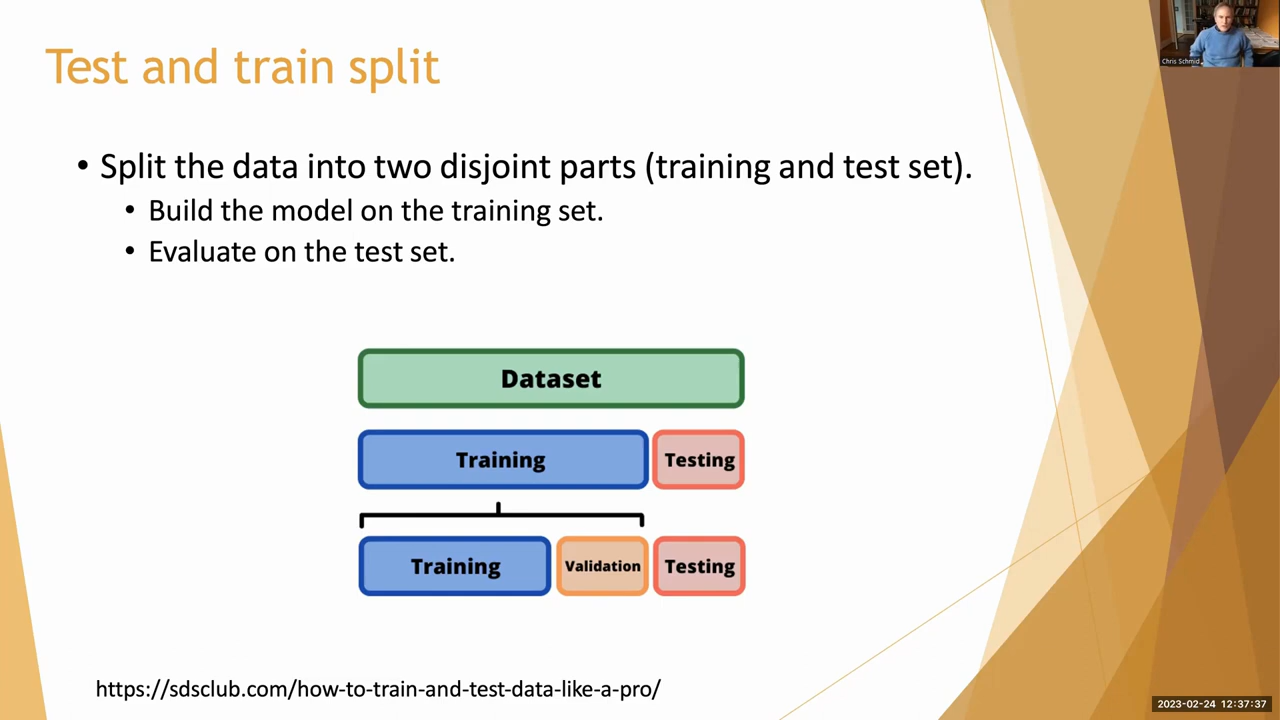 Test and train split
Chris Schmid
• Split the data into two disjoint parts (training and test set).
• Build the model on the training set.
• Evaluate on the test set.
Dataset
Training Testing
Training Validation Testing
https://sdsclub.com/how-to-train-and-test-data-like-a-pro/
2023-02-24 12:37:37